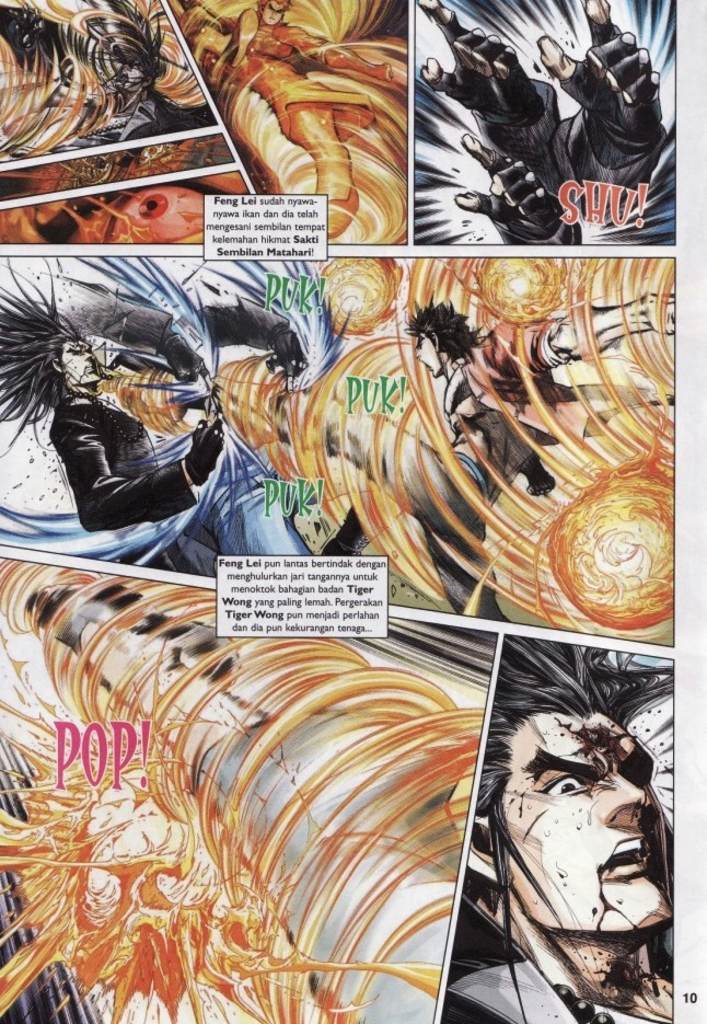 Feng Lei sudah nyawa-
nyawa ikan dan dia telah
mengesani sembilan tempat
kelemahan hikmat Sakti
Sembilan Matahari!
SHU!
PUK!
PUK!
PUK!
Feng Lei pun lantas bertindak dengan
menghulurkan jari tangannya untuk
menoktok bahagian badan Tiger
Wong yang paling lemah. Pergerakan
Tiger Wong pun menjadi perlahan
dan dia pun kekurangan tenaga...
POP!
10